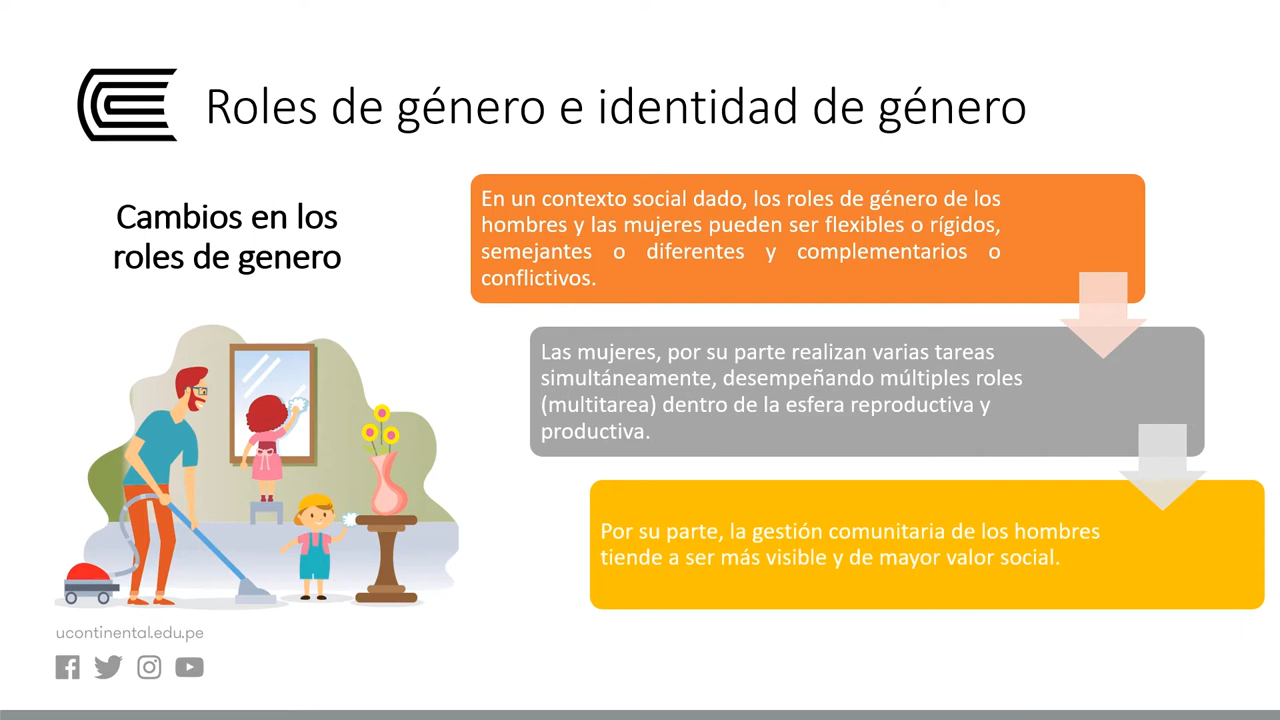 Roles de género e identidad de género
Cambios en los
roles de genero
En un contexto social dado, los roles de género de los
hombres y las mujeres pueden ser flexibles o rígidos,
semejantes o diferentes y complementarios o
conflictivos.
Las mujeres, por su parte realizan varias tareas
simultáneamente, desempeñando múltiples roles
(multitarea) dentro de la esfera reproductiva y
productiva.
Por su parte, la gestión comunitaria de los hombres
tiende a ser más visible y de mayor valor social.
ucontinental.edu.pe